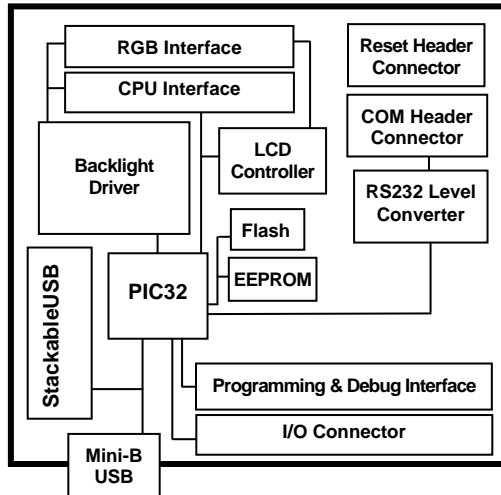 RGB Interface
CPU Interface
Reset Header
Connector
COM Header
Connector
Backlight
Driver
LCD
Controller
RS232 Level
Converter
Flash
EEPROM
PIC32
StackableUSB
Programming & Debug Interface
I/O Connector
Mini-B
USB